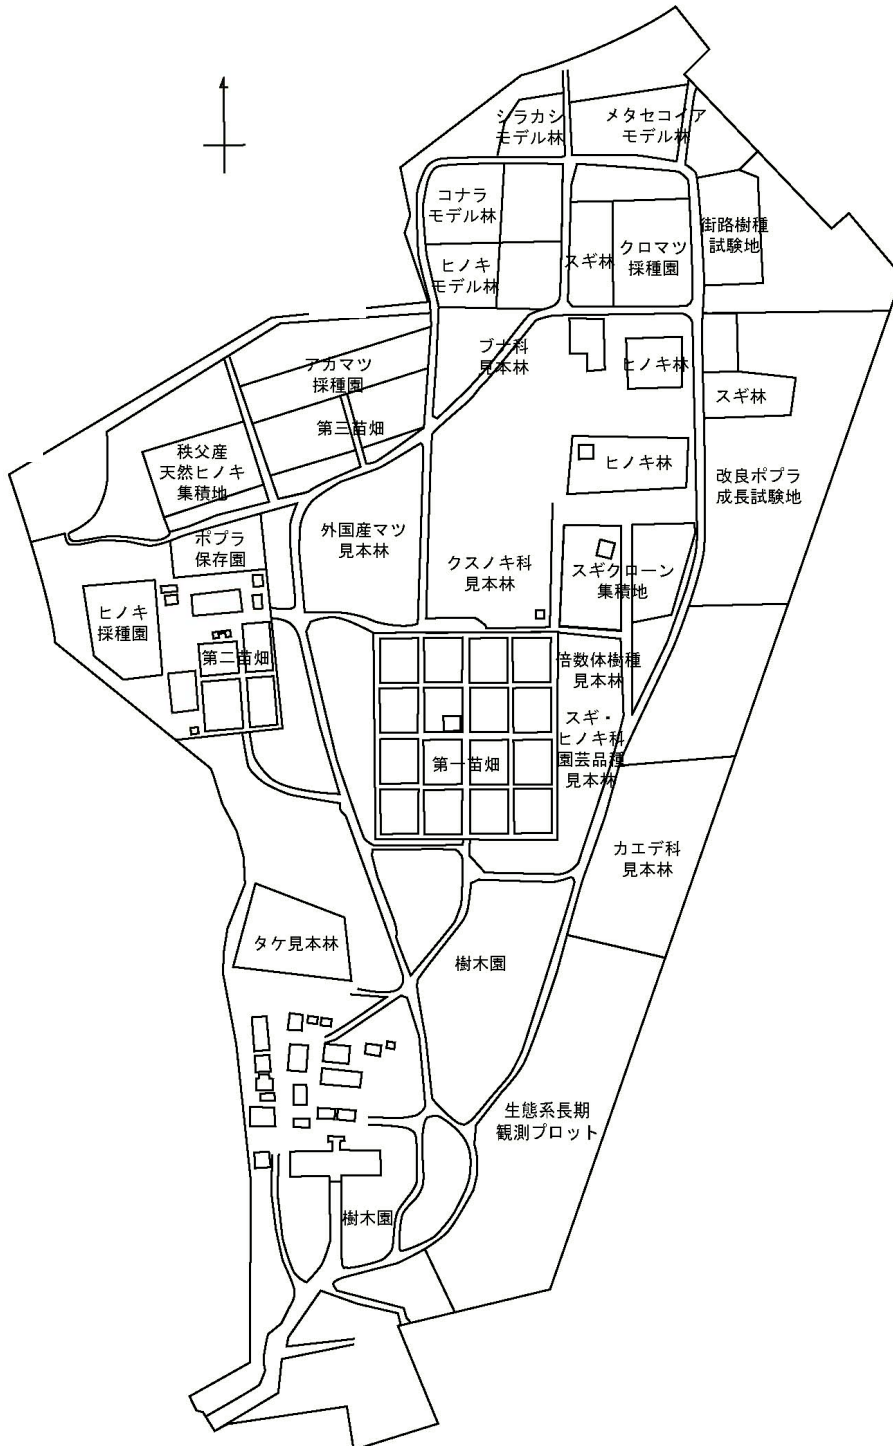 シラカシ
モデル林
メタセコイア
モデル林
コナラ
モデル林
街路樹種
試験地
ヒノキ
モデル林
スギ林
クロマツ
採種園
ブナ科
見本林
アカマツ
採種園
ヒノキ林
スギ林
第三苗畑
秩父産
天然ヒノキ
集積地
ヒノキ林
改良ポプラ
成長試験地
外国産マツ
見本林
ポプラ
保存園
クスノキ科
見本林
スギクローン
集積地
ヒノキ
採種園
第二苗畑
倍数体樹種
見本林
スギ・
ヒノキ科
園芸品種
見本林
第一苗畑
カエデ科
見本林
タケ見本林
樹木園
生態系長期
観測プロット
樹木園